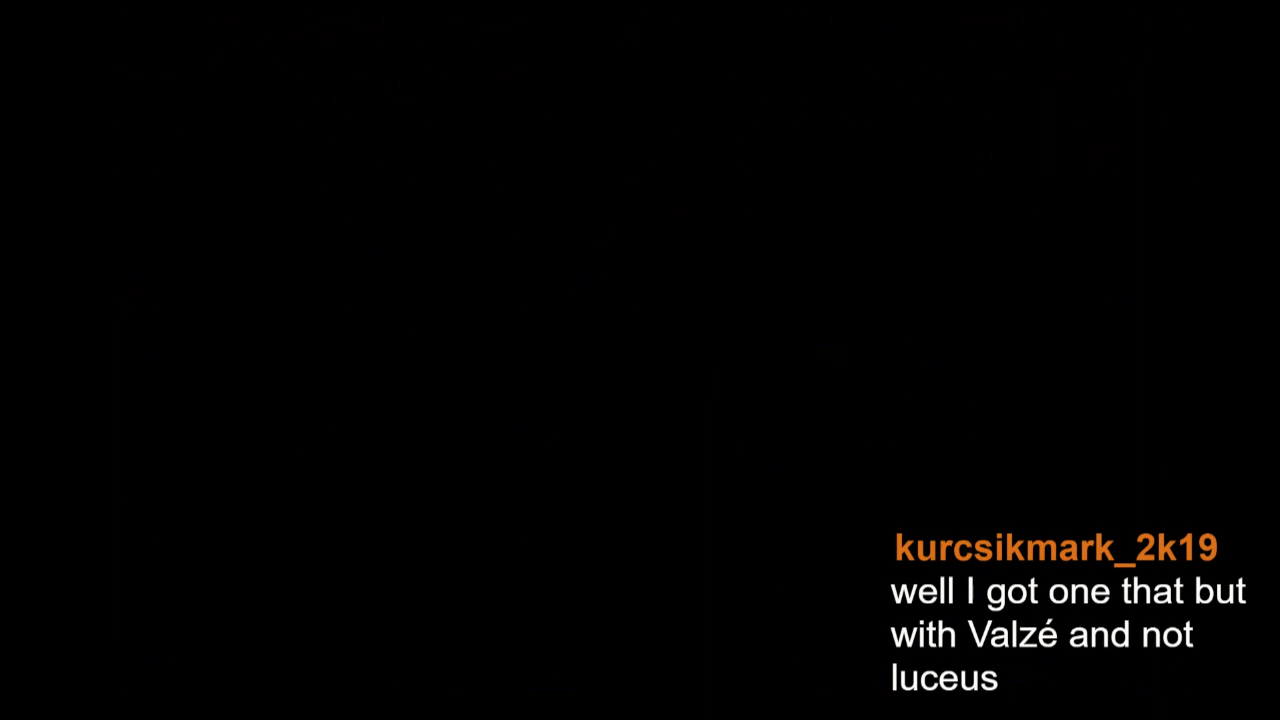 kurcsikmark_2k19
well I got one that but
with Valzé and not
luceus